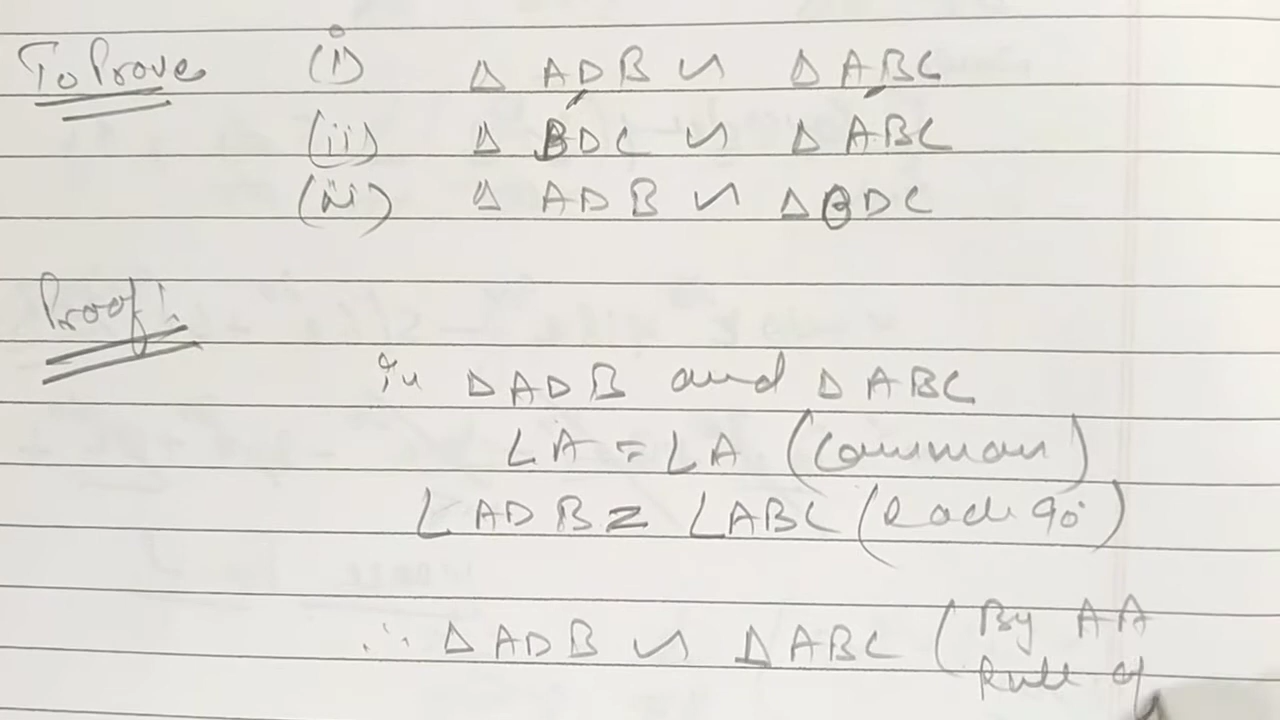 To Prove (i) Δ ADB ∽ Δ ABC
(ii) Δ BDC ∽ Δ ABC
(iii) Δ ADB ∽ Δ BDC
Proof:
In Δ ADB and Δ ABC
∠A = ∠A (Common)
∠ADB = ∠ABC (Each 90°)
∴ Δ ADB ∽ Δ ABC (By AA
Rule of